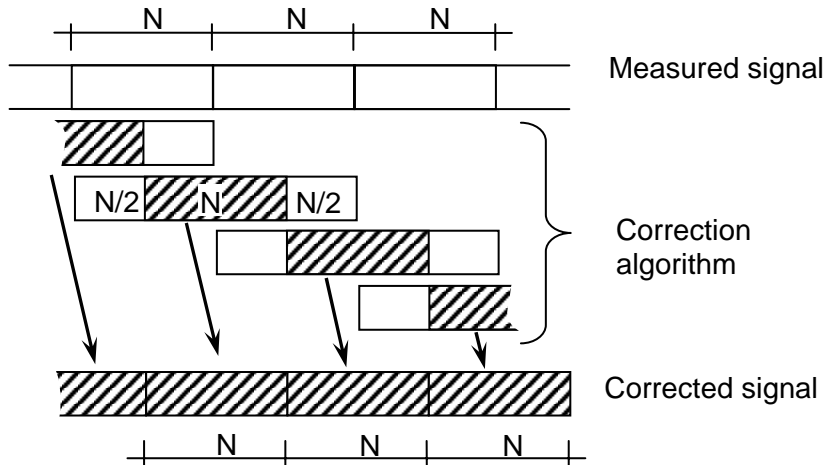 N N N
Measured signal
N/2 N N/2
Correction
algorithm
Corrected signal
N N N